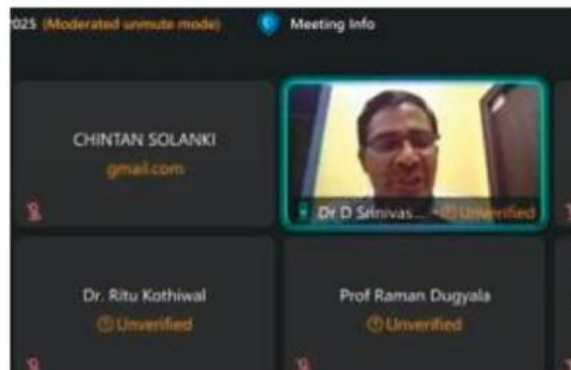 2025 (Moderated unmute mode) Meeting Info
CHINTAN SOLANKI
gmail.com
Dr D Srinivas... - Unverified
Dr. Ritu Kothiwal
Unverified
Prof Raman Dugyala
Unverified